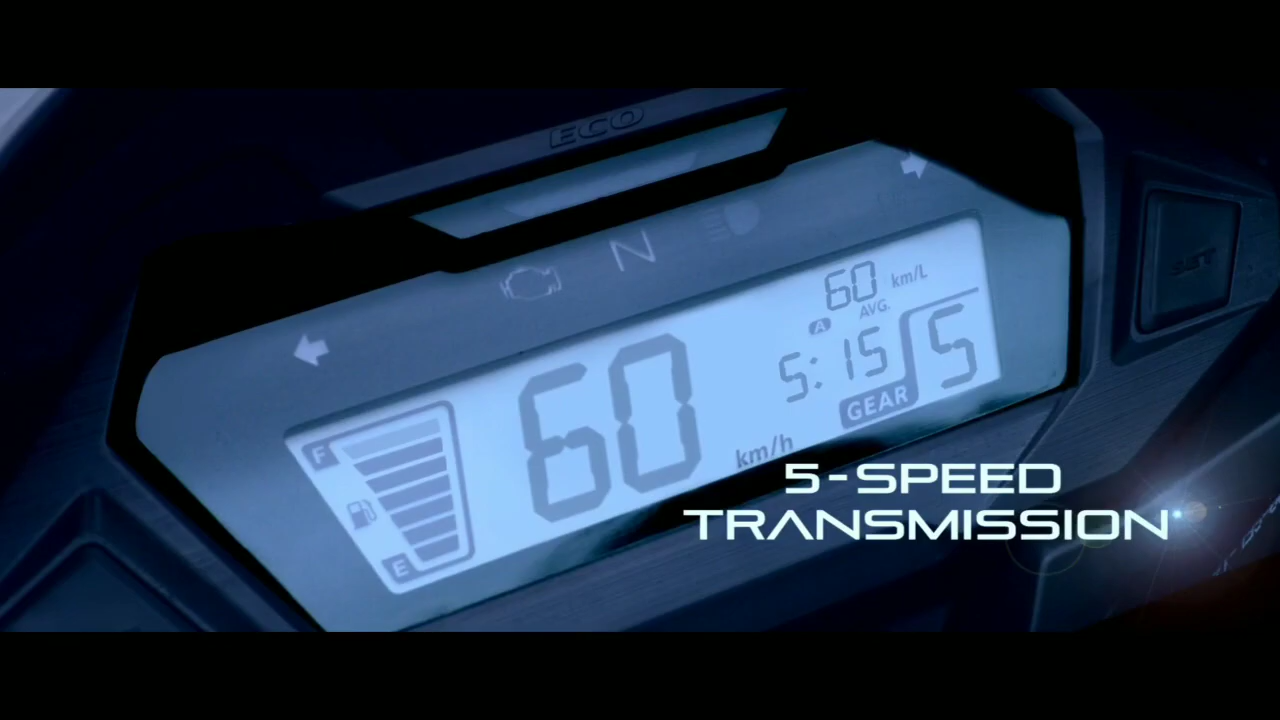 ECO
N
60 km/L
AVG.
A
5:15
5
GEAR
F
60
km/h
E
5-SPEED
TRANSMISSION